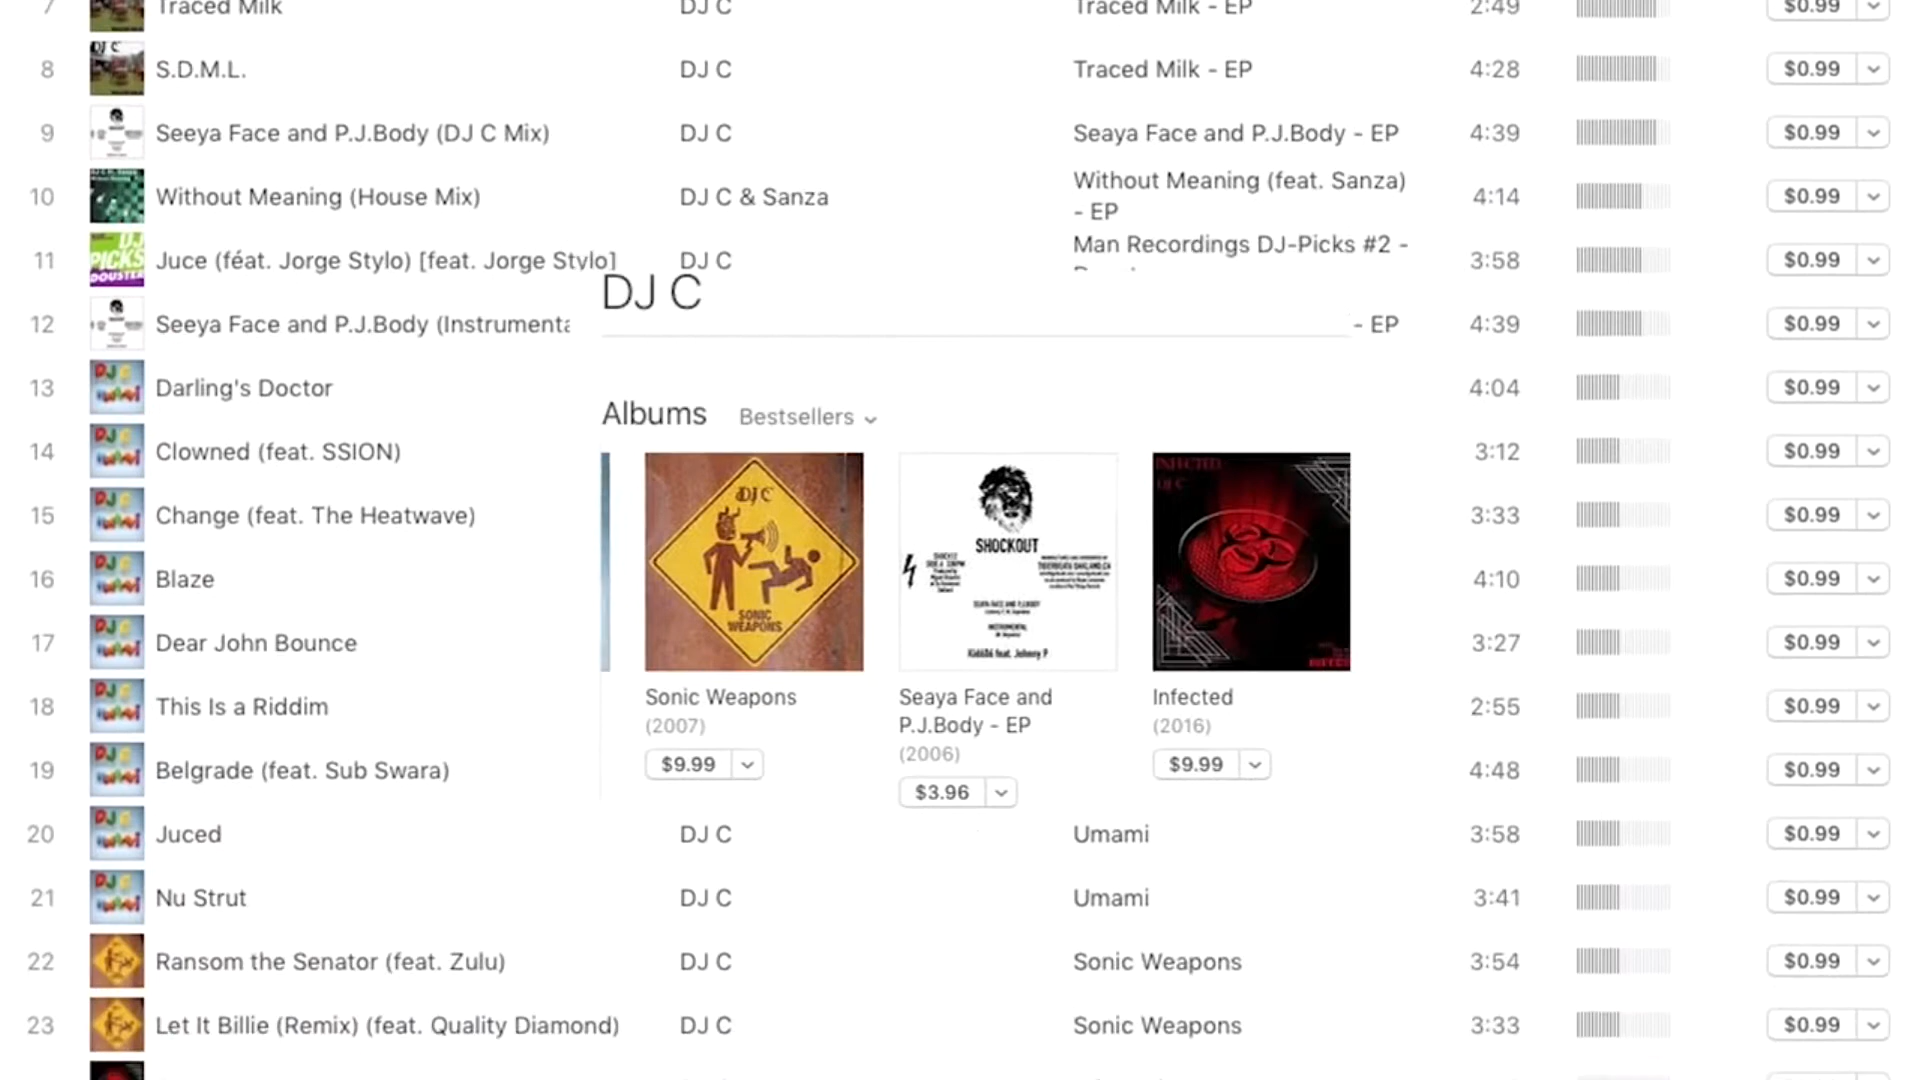 7 Traced Milk DJ C Traced Milk - EP 2:49 $0.99
8 S.D.M.L. DJ C Traced Milk - EP 4:28 $0.99
9 Seeya Face and P.J.Body (DJ C Mix) DJ C Seaya Face and P.J.Body - EP 4:39 $0.99
10 Without Meaning (House Mix) DJ C & Sanza Without Meaning (feat. Sanza) - EP 4:14 $0.99
11 Juce (féat. Jorge Stylo) [feat. Jorge Stylo] DJ C Man Recordings DJ-Picks #2 - 3:58 $0.99
12 Seeya Face and P.J.Body - EP 4:39 $0.99
13 Darling's Doctor 4:04 $0.99
14 Clowned (feat. SSION) 3:12 $0.99
15 Change (feat. The Heatwave) 3:33 $0.99
16 Blaze 4:10 $0.99
17 Dear John Bounce 3:27 $0.99
18 This Is a Riddim 2:55 $0.99
19 Belgrade (feat. Sub Swara) 4:48 $0.99
20 Juced DJ C Umami 3:58 $0.99
21 Nu Strut DJ C Umami 3:41 $0.99
22 Ransom the Senator (feat. Zulu) DJ C Sonic Weapons 3:54 $0.99
23 Let It Billie (Remix) (feat. Quality Diamond) DJ C Sonic Weapons 3:33 $0.99
DJ C
Albums Bestsellers
DJ C
SONIC
WEAPONS
Sonic Weapons
(2007)
$9.99
SHOCKOUT
Kid606 feat. Johnny P
Seaya Face and
P.J.Body - EP
(2006)
$3.96
INFECTED
DJ C
Infected
(2016)
$9.99